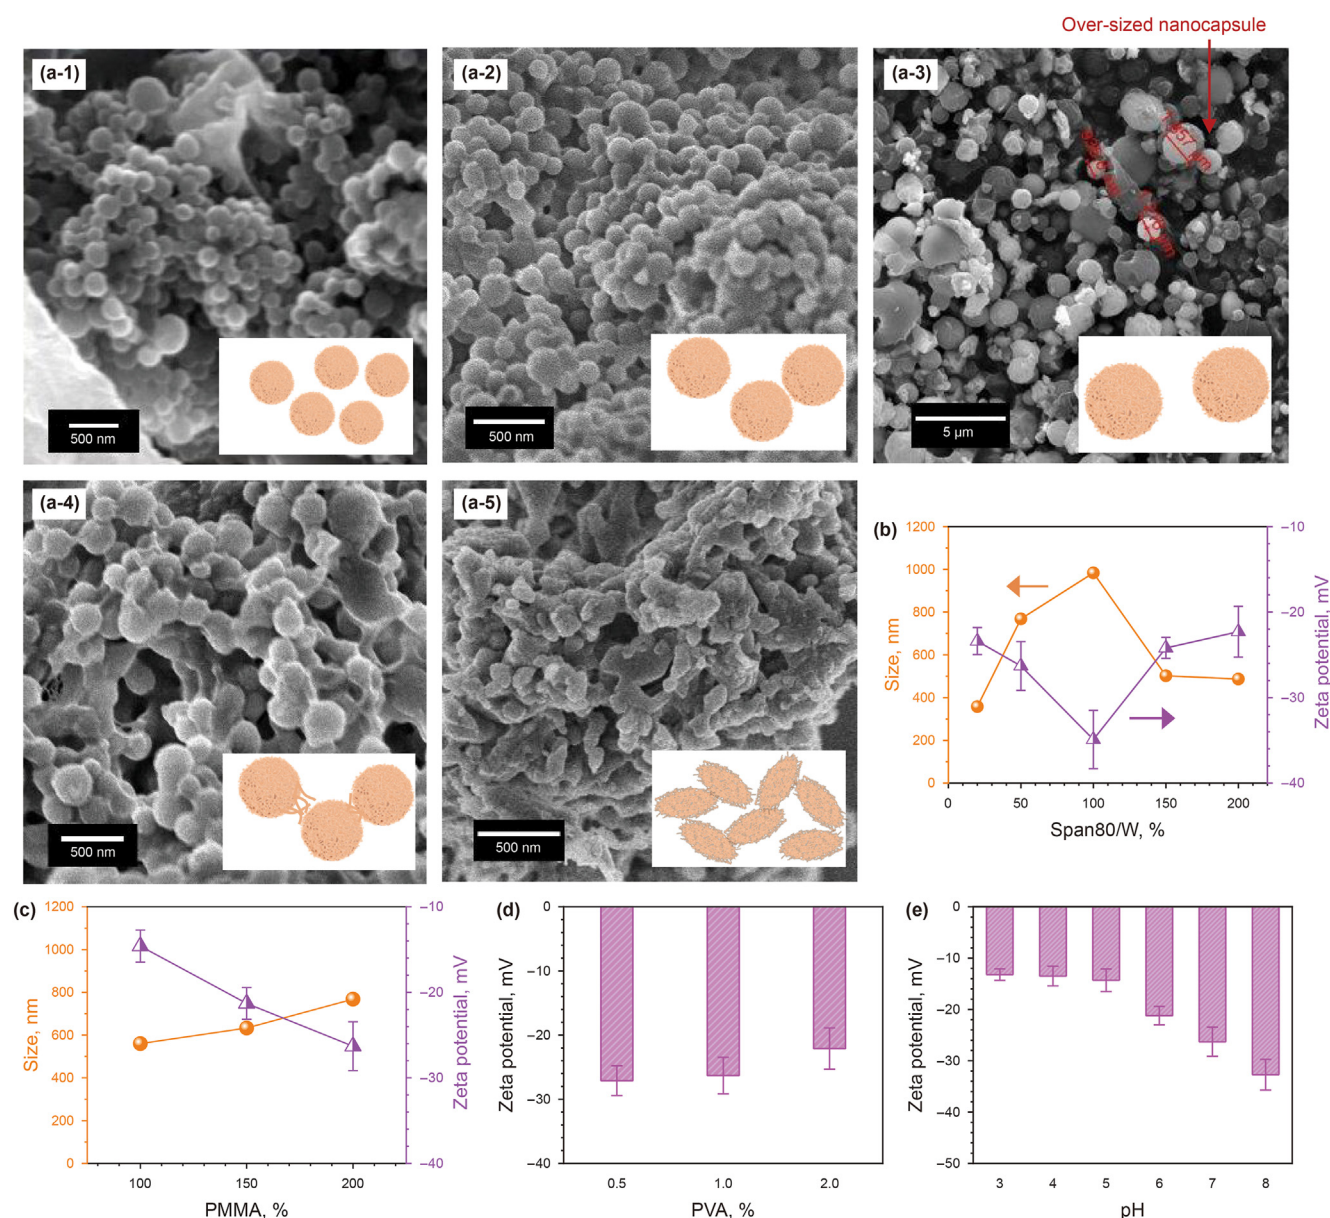 Over-sized nanocapsule
(a-1)
(a-2)
(a-3)
500 nm
500 nm
5 μm
(a-4)
(a-5)
500 nm
500 nm
(b)
1200
1000
800
600
400
200
0
Size, nm
−10
−20
−30
−40
Zeta potential, mV
0
50
100
150
200
Span80/W, %
(c)
1200
1000
800
600
400
200
0
Size, nm
−10
−20
−30
−40
Zeta potential, mV
100
150
200
PMMA, %
(d)
0
−10
−20
−30
−40
Zeta potential, mV
0.5
1.0
2.0
PVA, %
(e)
0
−10
−20
−30
−40
−50
Zeta potential, mV
3
4
5
6
7
8
pH